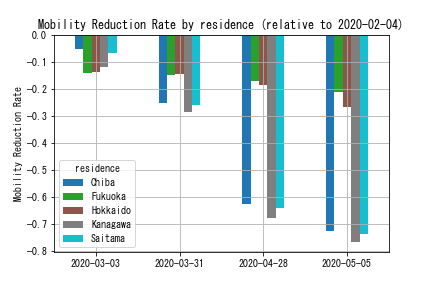 Mobility Reduction Rate by residence (relative to 2020-02-04)
0.0
-0.1
-0.2
-0.3
-0.4
-0.5
-0.6
-0.7
-0.8
Mobility Reduction Rate
residence
Chiba
Fukuoka
Hokkaido
Kanagawa
Saitama
2020-03-03 2020-03-31 2020-04-28 2020-05-05